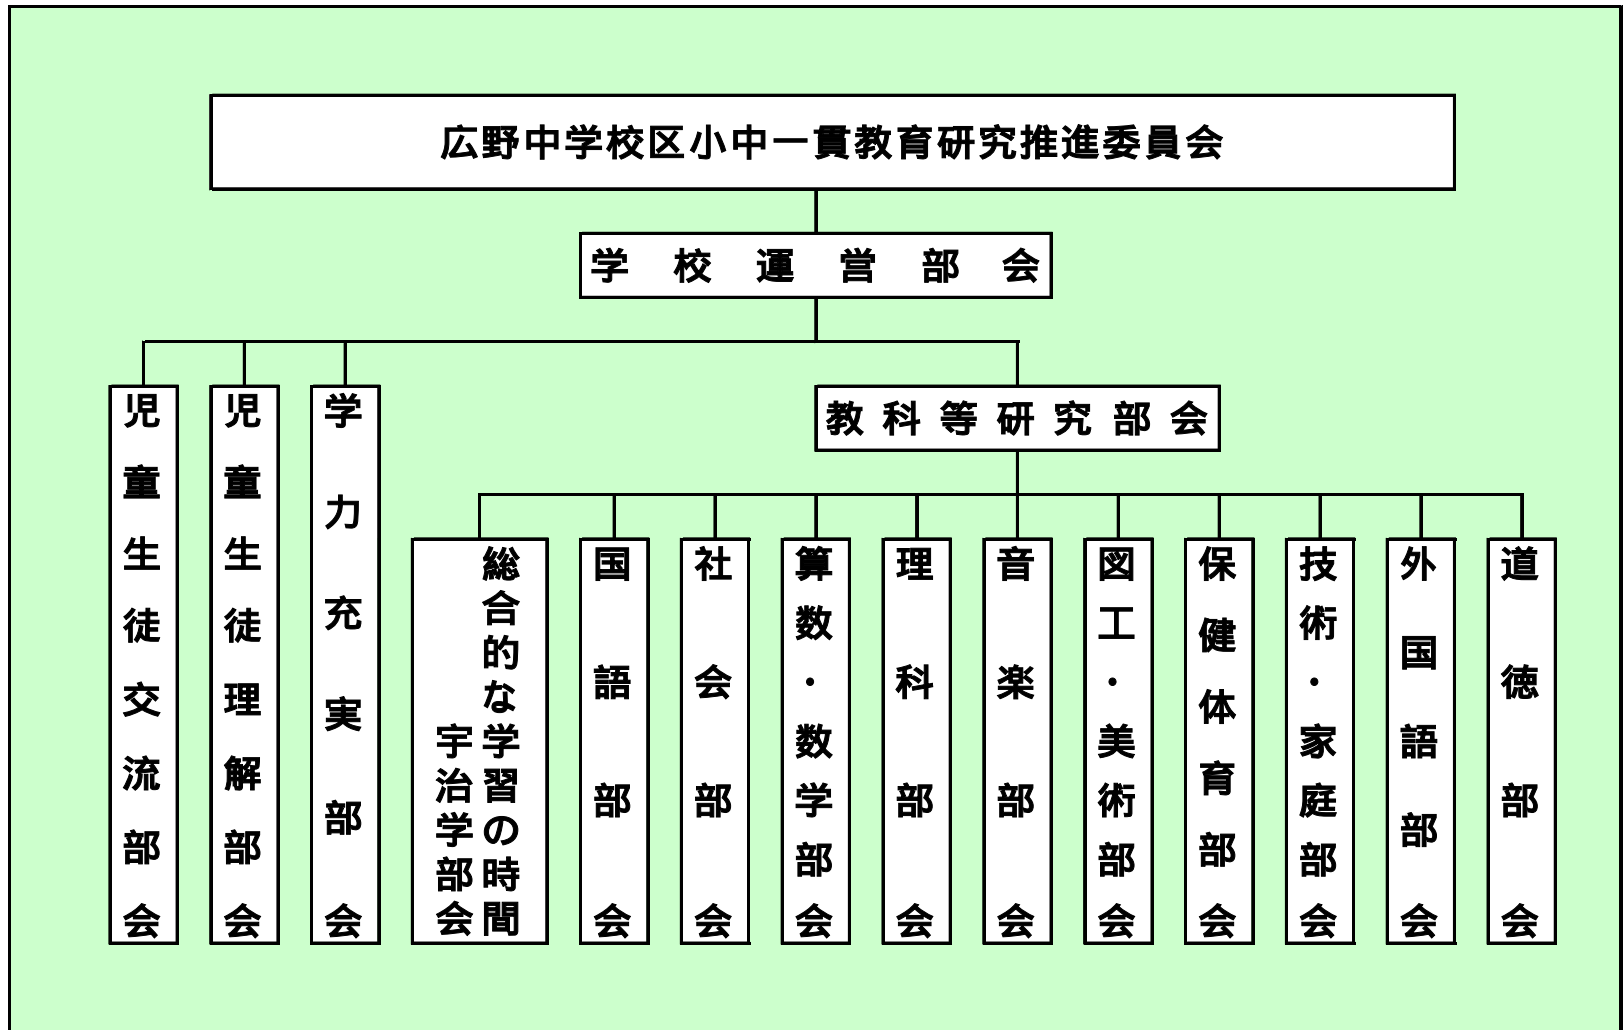 広野中学校区小中一貫教育研究推進委員会
学校運営部会
児童生徒交流部会
児童生徒理解部会
学力充実部会
教科等研究部会
総合的な学習の時間
宇治学部会
国語部会
社会部会
算数・数学部会
理科部会
音楽部会
図工・美術部会
保健体育部会
技術・家庭部会
外国語部会
道徳部会